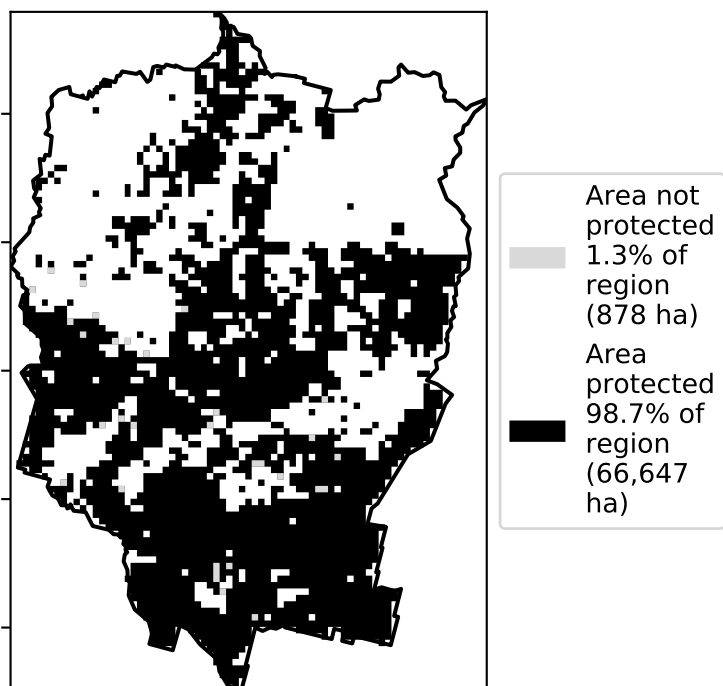 Area not
protected
1.3% of
region
(878 ha)
Area
protected
98.7% of
region
(66,647
ha)